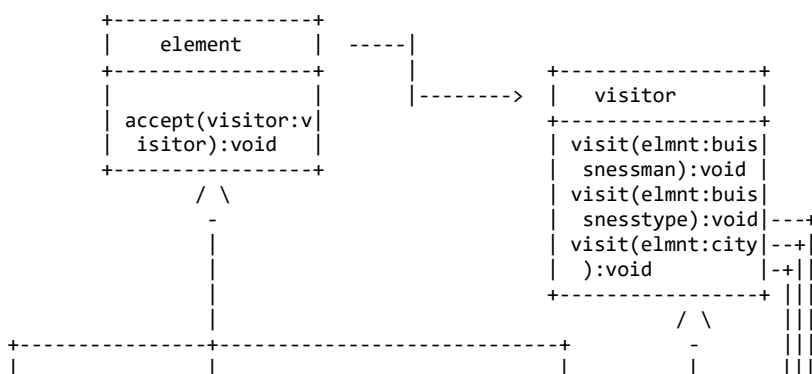 element
visitor
accept(visitor:v
isitor):void
visit(elmnt:buis
snessman):void
visit(elmnt:buis
snesstype):void
visit(elmnt:city
):void